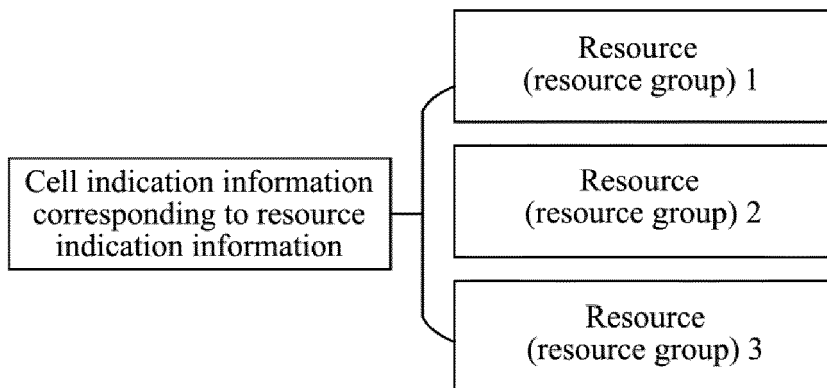 Cell indication information
corresponding to resource
indication information
Resource
(resource group) 1
Resource
(resource group) 2
Resource
(resource group) 3